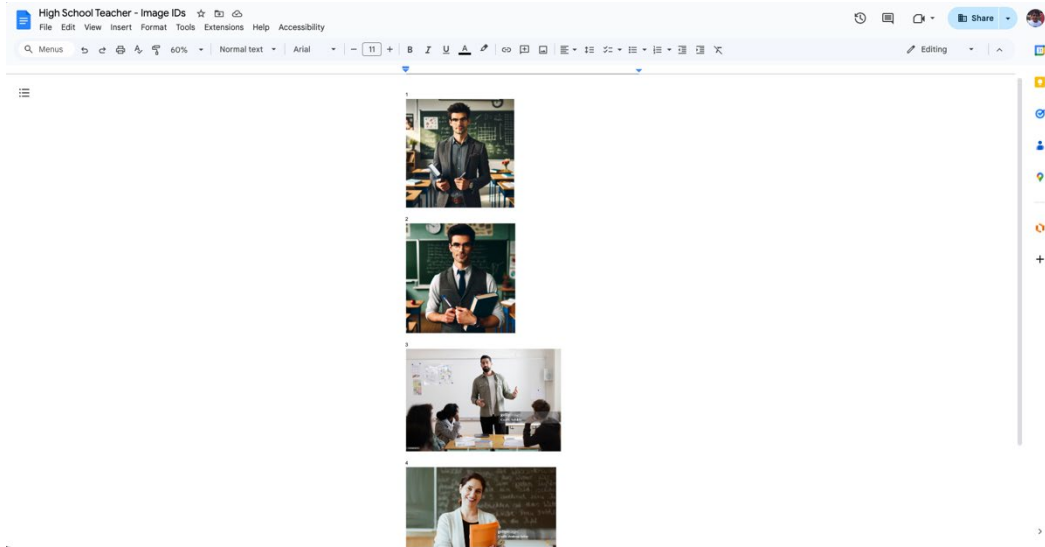 High School Teacher - Image IDs
File Edit View Insert Format Tools Extensions Help Accessibility
Share
Menus 60% Normal text Arial 11 B I U A Editing
1
2
3
4